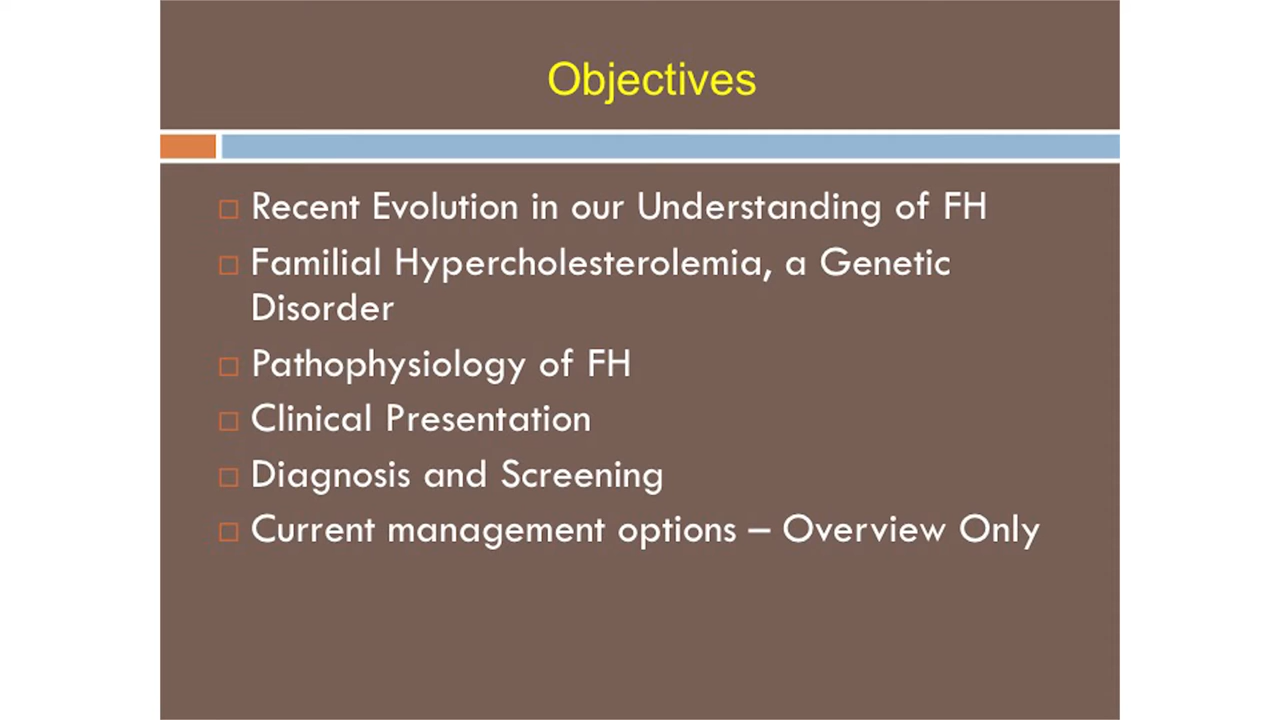 Objectives
Recent Evolution in our Understanding of FH
Familial Hypercholesterolemia, a Genetic
Disorder
Pathophysiology of FH
Clinical Presentation
Diagnosis and Screening
Current management options – Overview Only